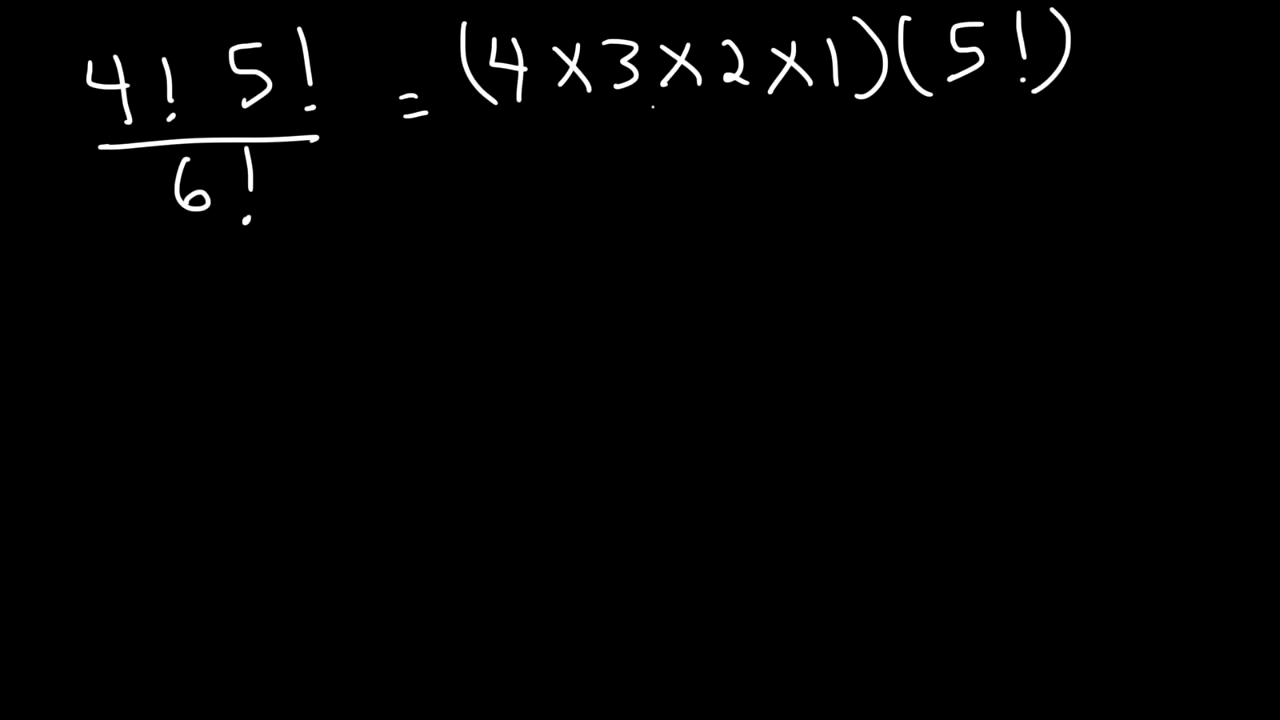 4! 5! = (4 × 3 × 2 × 1)(5!)
6!